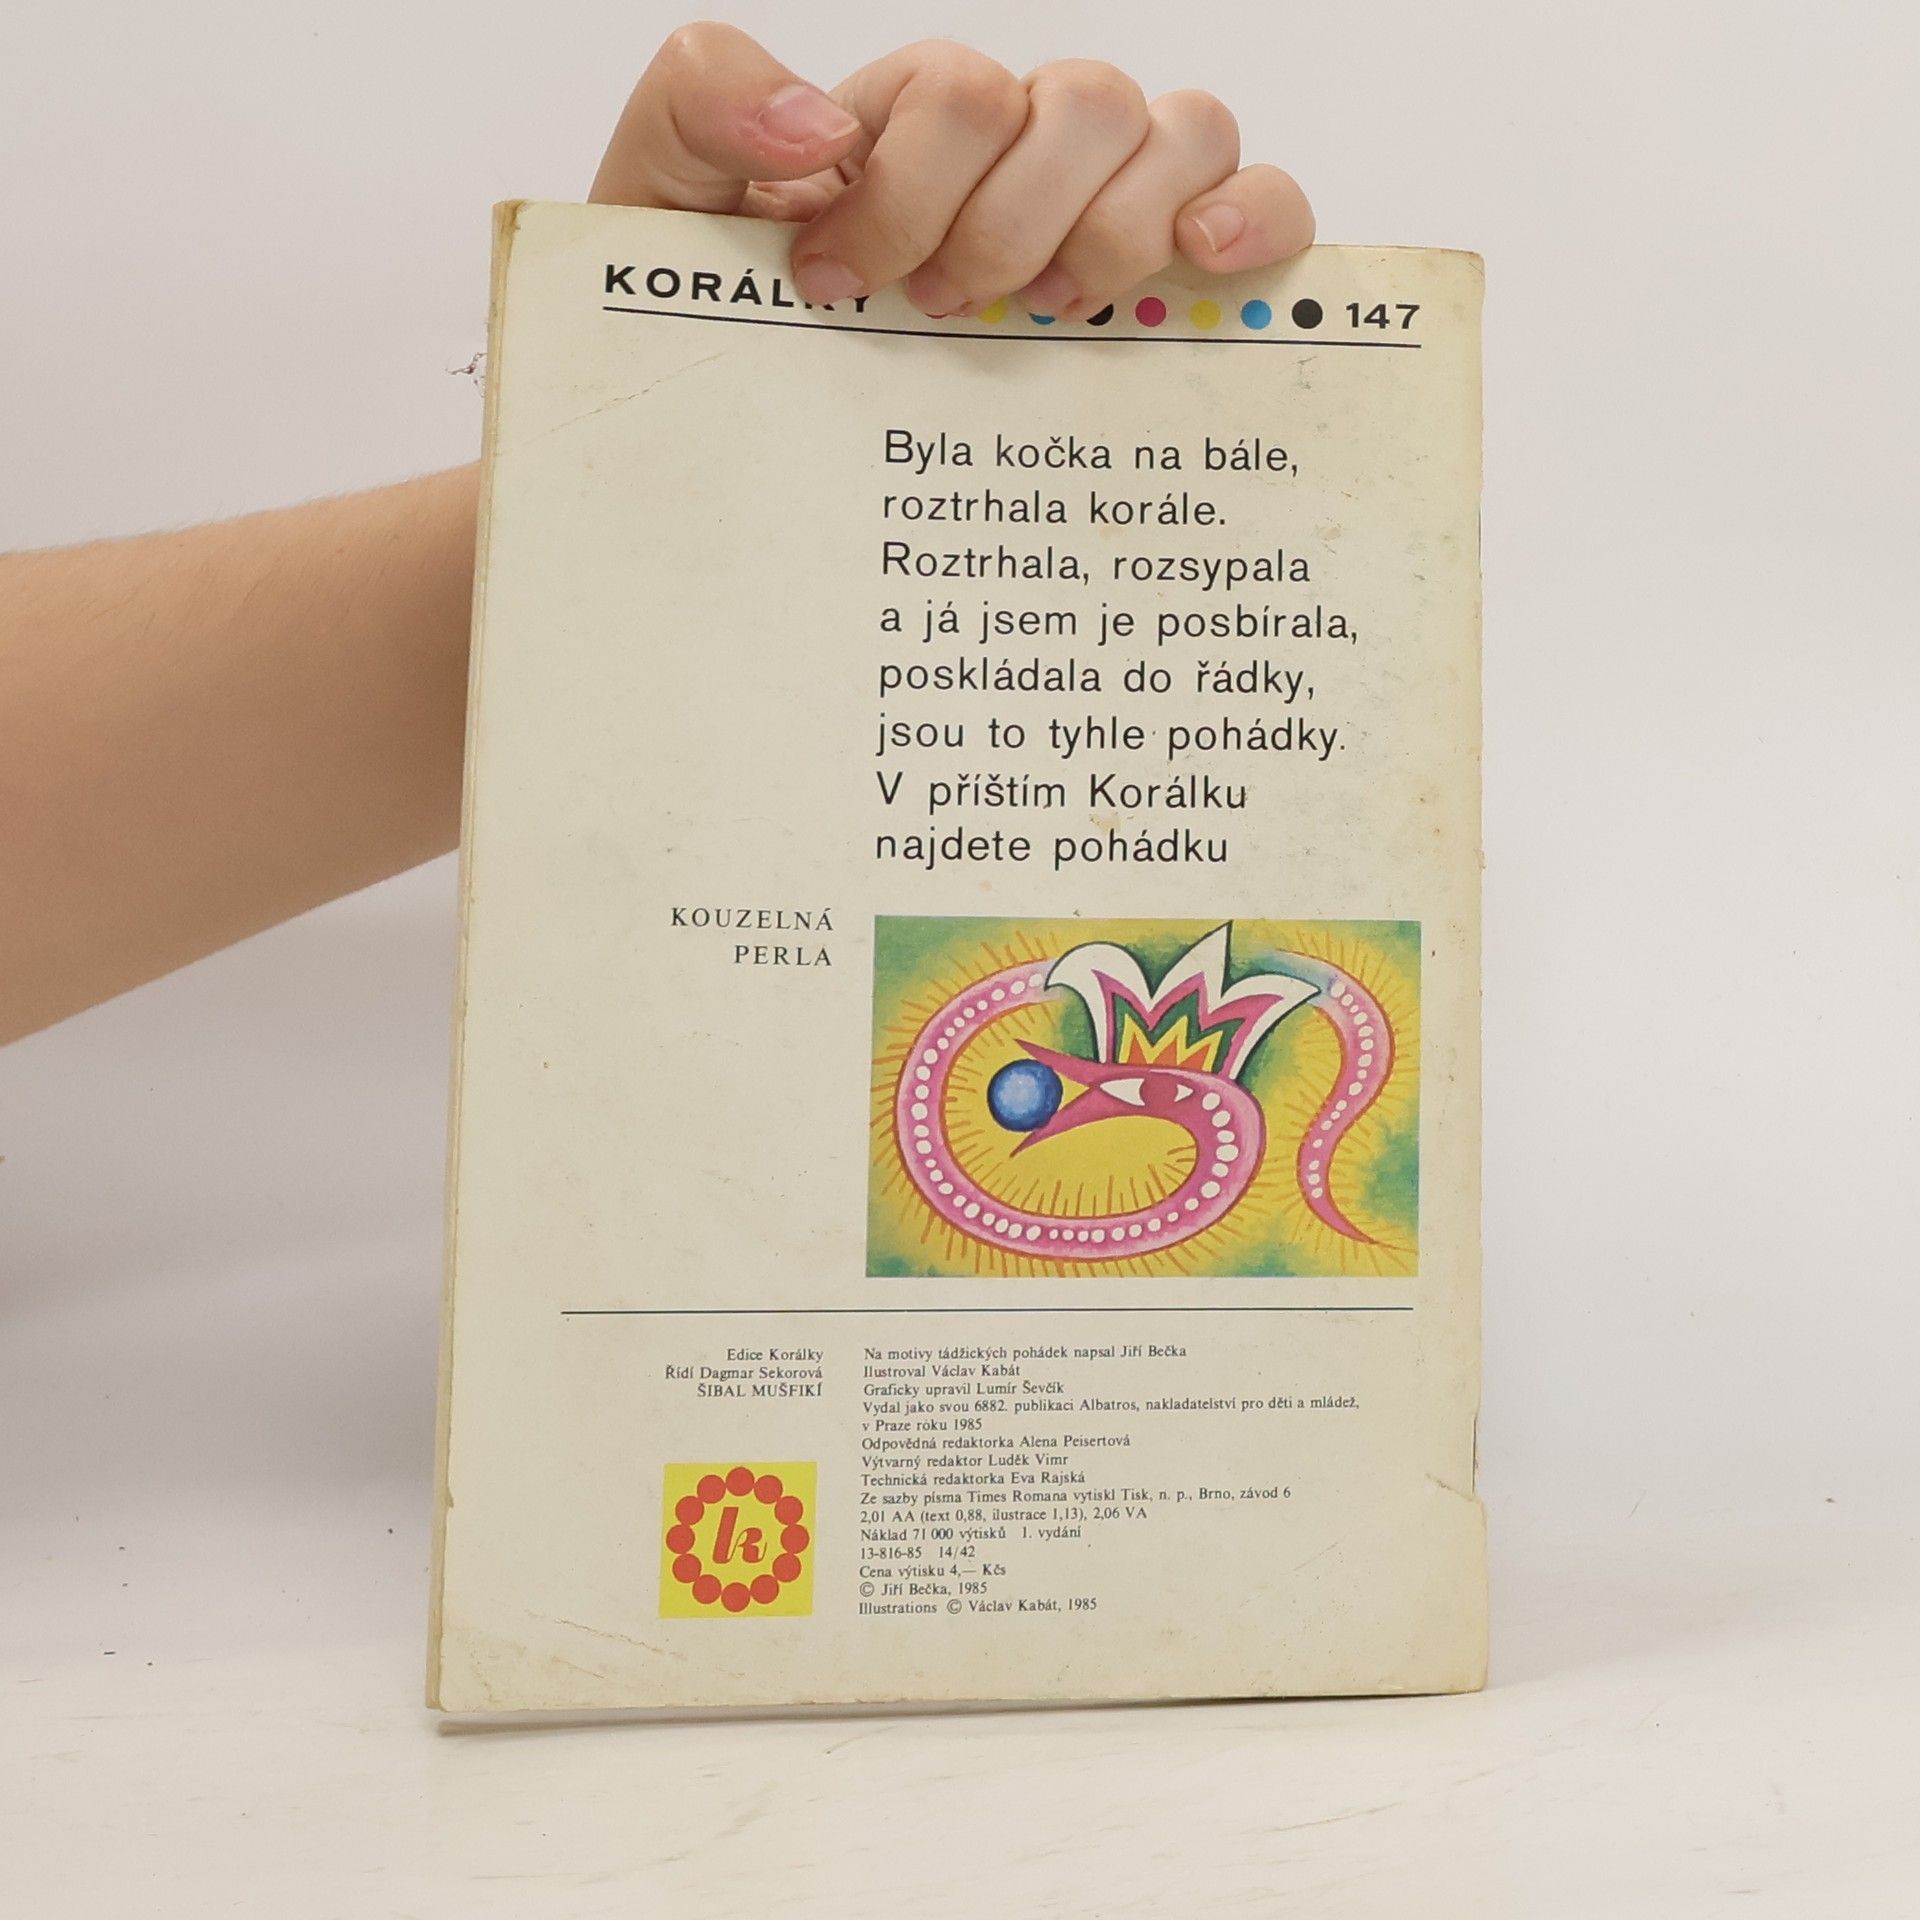 KORÁLKY 147
Byla kočka na bále,
roztrhala korále.
Roztrhala, rozsypala
a já jsem je posbírala,
poskládala do řádky,
jsou to tyhle pohádky.
V příštím Korálku
najdete pohádku
KOUZELNÁ
PERLA
Edice Korálky
Řídí Dagmar Sekorová
ŠIBAL MUŠFIKÍ
k
Na motivy tádžických pohádek napsal Jiří Bečka
Ilustroval Václav Kabát
Graficky upravil Lumír Ševčík
Vydal jako svou 6882. publikaci Albatros, nakladatelství pro děti a mládež,
v Praze roku 1985
Odpovědná redaktorka Alena Peisertová
Výtvarný redaktor Luděk Vimr
Technická redaktorka Eva Rajská
Ze sazby písma Times Romana vytiskl Tisk, n. p., Brno, závod 6
2,01 AA (text 0,88, ilustrace 1,13), 2,06 VA
Náklad 71 000 výtisků 1. vydání
13-816-85 14/42
Cena výtisku 4,— Kčs
© Jiří Bečka, 1985
Illustrations © Václav Kabát, 1985